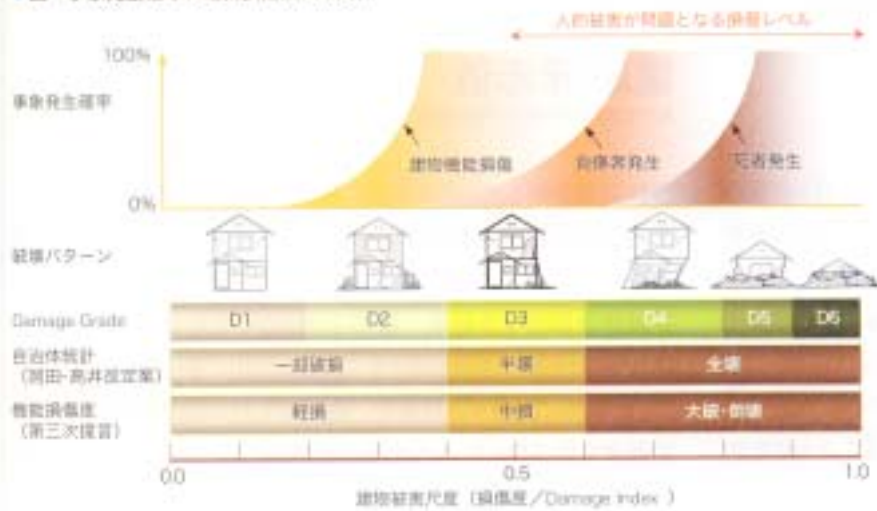 人的被害が問題となる損傷レベル
100%
事象発生確率
建物機能損傷
負傷者発生
死者発生
0%
破壊パターン
Damage Grade
D1
D2
D3
D4
D5
D6
自治体統計
一部破損
半壊
全壊
機能損傷度
(第三次提言)
軽損
中損
大破・倒壊
0.0
0.5
1.0
建物被害尺度（損傷度／Damage Index ）